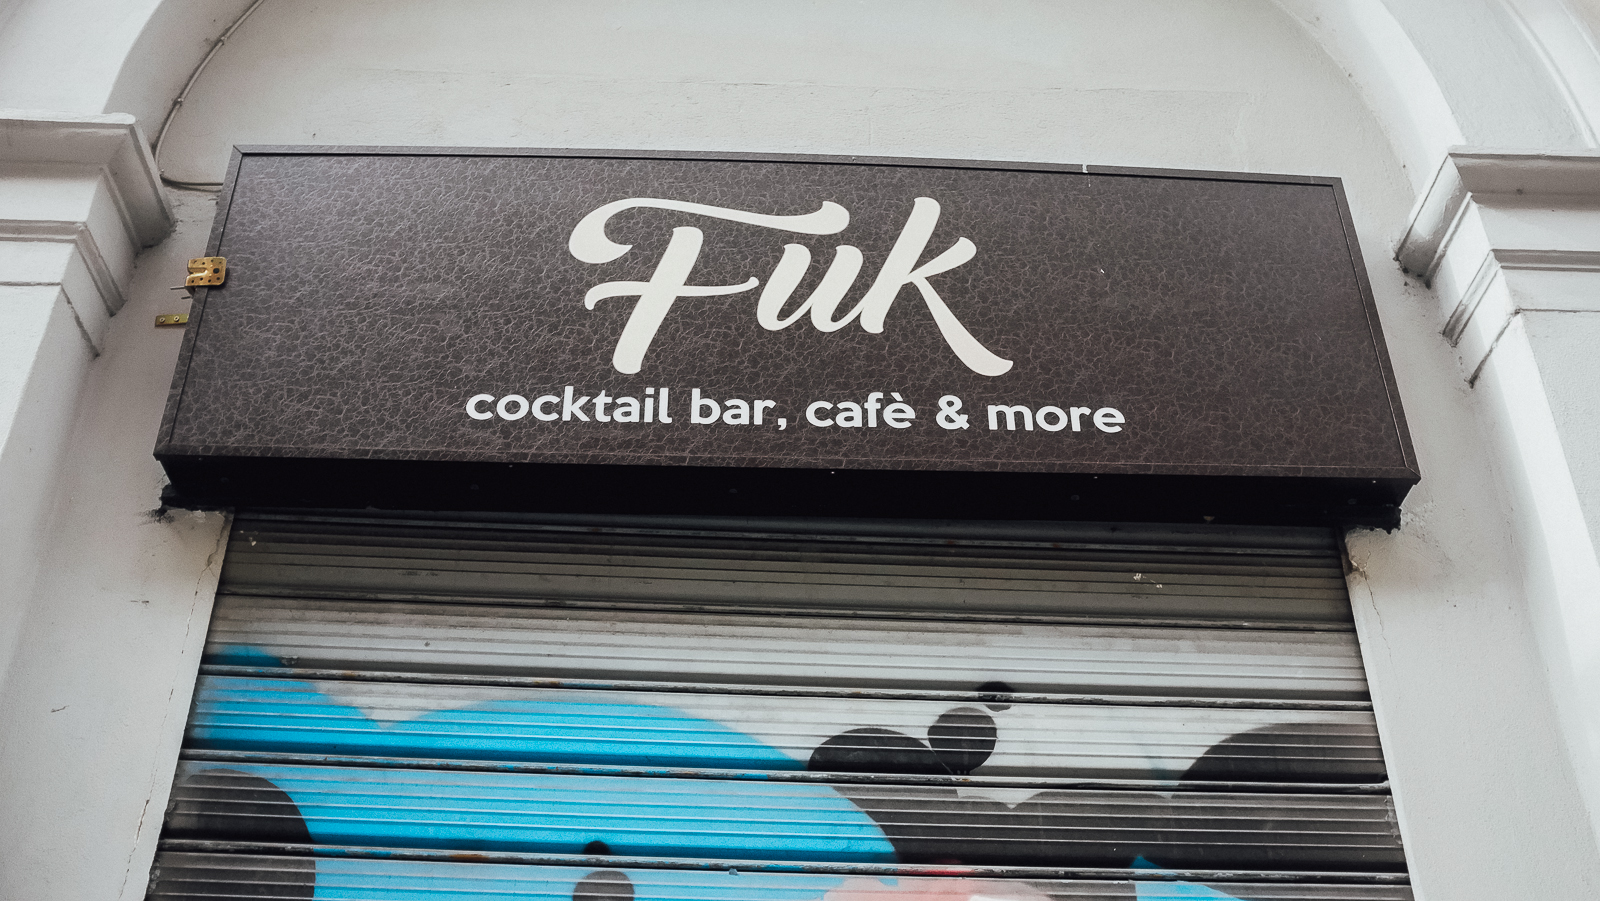 Fuk
cocktail bar, cafè & more